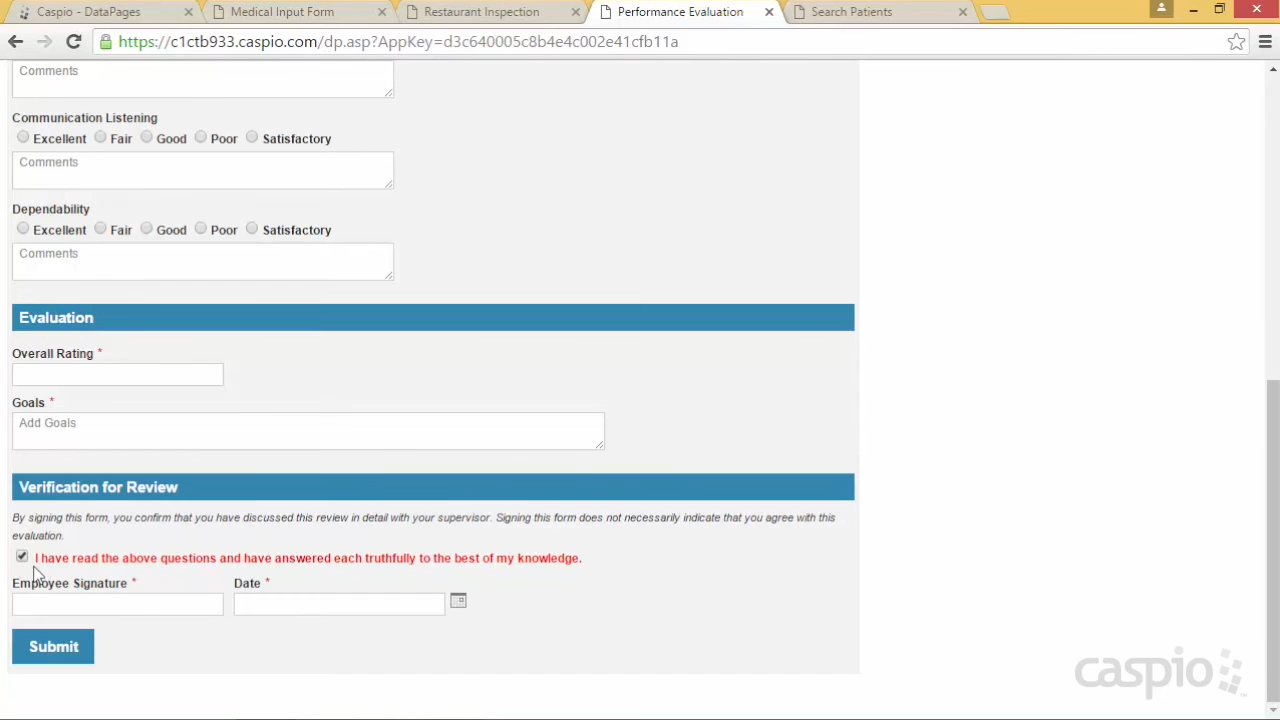 Caspio - DataPages
Medical Input Form
Restaurant Inspection
Performance Evaluation
Search Patients
https://c1ctb933.caspio.com/dp.asp?AppKey=d3c640005c8b4e4c002e41cfb11a
Comments
Communication Listening
Excellent Fair Good Poor Satisfactory
Comments
Dependability
Excellent Fair Good Poor Satisfactory
Comments
Evaluation
Overall Rating *
Goals *
Add Goals
Verification for Review
By signing this form, you confirm that you have discussed this review in detail with your supervisor. Signing this form does not necessarily indicate that you agree with this
evaluation.
I have read the above questions and have answered each truthfully to the best of my knowledge.
Employee Signature * Date *
Submit
caspio